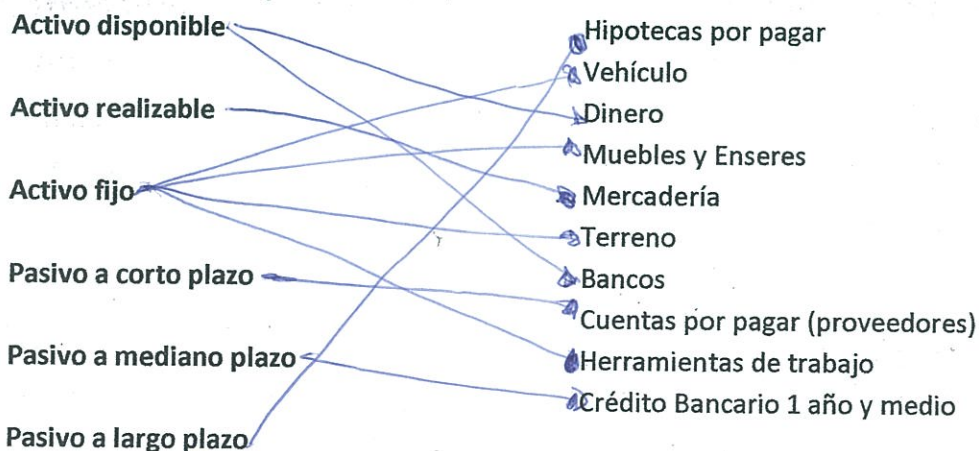 Activo disponible
Activo realizable
Activo fijo
Pasivo a corto plazo
Pasivo a mediano plazo
Pasivo a largo plazo
Hipotecas por pagar
Vehículo
Dinero
Muebles y Enseres
Mercadería
Terreno
Bancos
Cuentas por pagar (proveedores)
Herramientas de trabajo
Crédito Bancario 1 año y medio